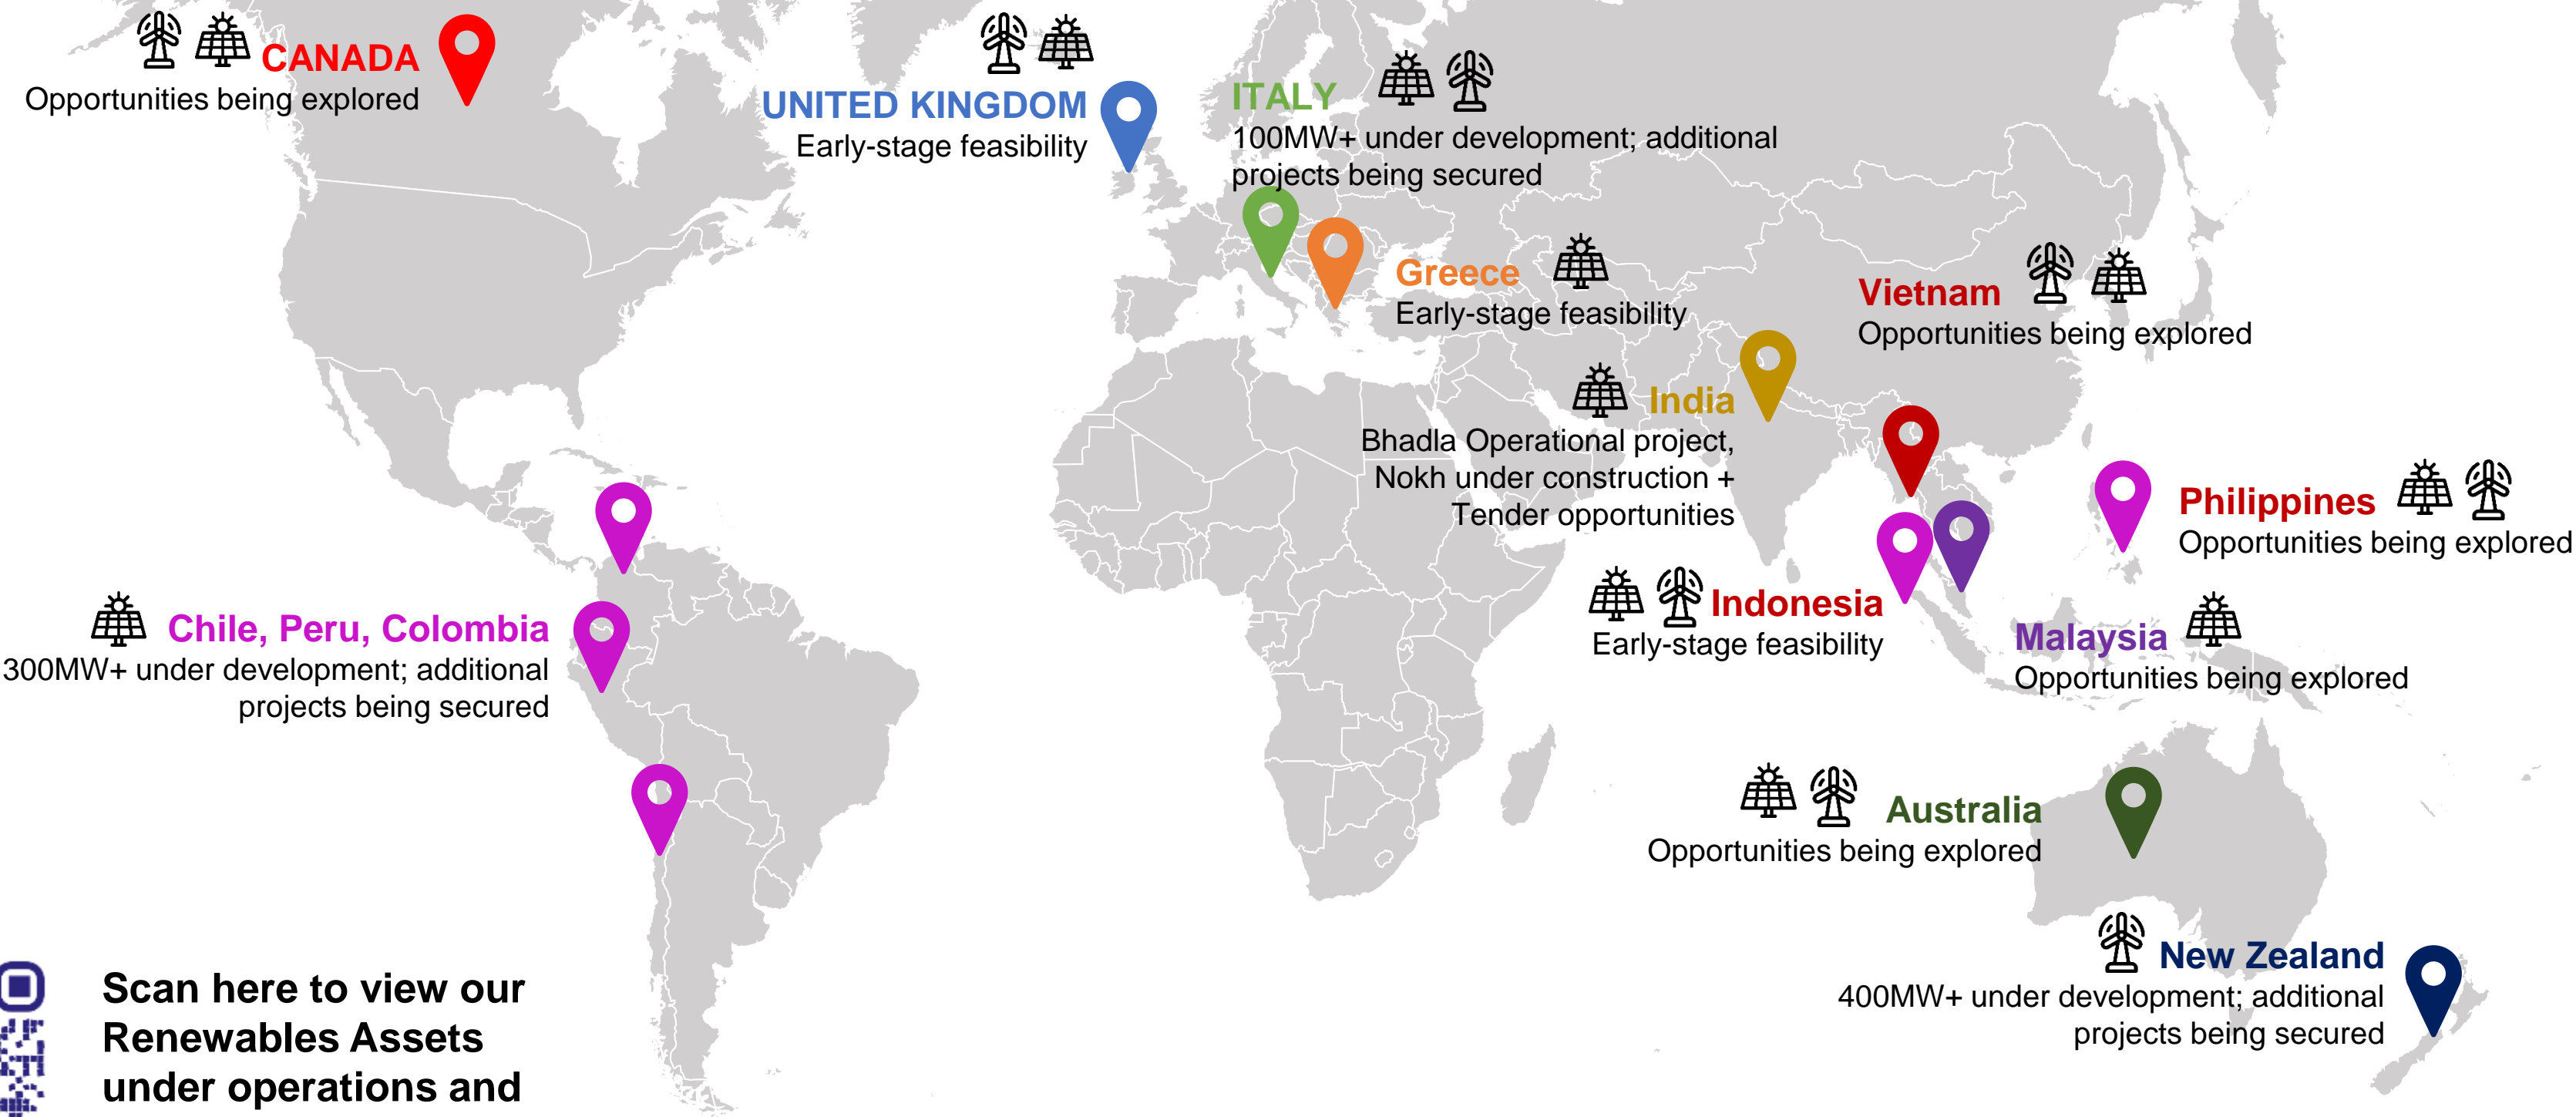 CANADA
Opportunities being explored
UNITED KINGDOM
Early-stage feasibility
ITALY
100MW+ under development; additional
projects being secured
Greece
Early-stage feasibility
Vietnam
Opportunities being explored
India
Bhadla Operational project,
Nokh under construction +
Tender opportunities
Philippines
Opportunities being explored
Indonesia
Early-stage feasibility
Malaysia
Opportunities being explored
Chile, Peru, Colombia
300MW+ under development; additional
projects being secured
Australia
Opportunities being explored
New Zealand
400MW+ under development; additional
projects being secured
Scan here to view our
Renewables Assets
under operations and